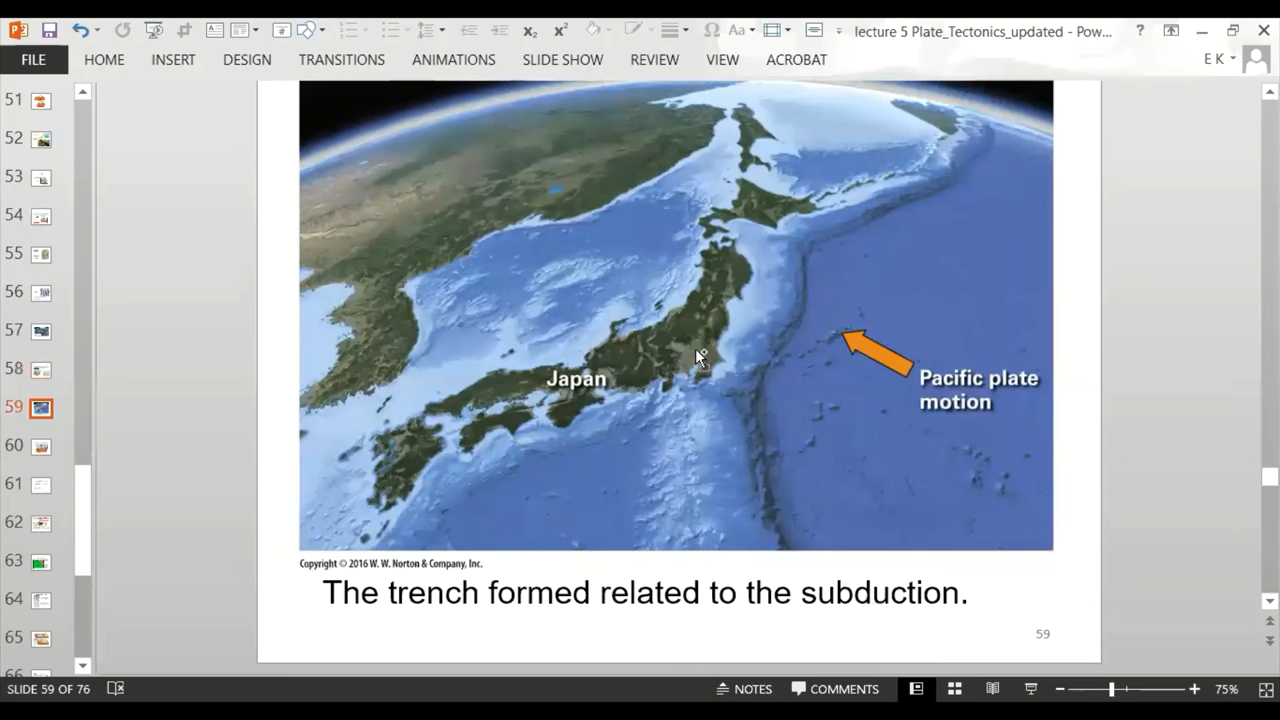 lecture 5 Plate_Tectonics_updated - Pow...
FILE HOME INSERT DESIGN TRANSITIONS ANIMATIONS SLIDE SHOW REVIEW VIEW ACROBAT E K
51
52
53
54
55
56
57
58
59
60
61
62
63
64
65
Japan
Pacific plate
motion
Copyright © 2016 W. W. Norton & Company, Inc.
The trench formed related to the subduction.
59
SLIDE 59 OF 76 NOTES COMMENTS 75%